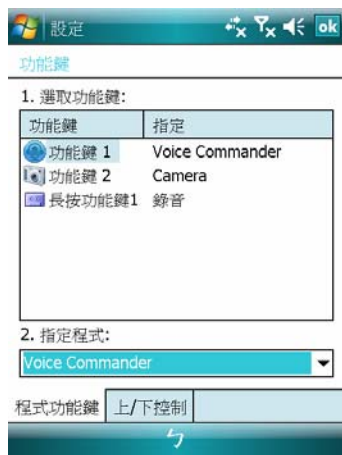 設定 ok
功能鍵
1. 選取功能鍵:
功能鍵 指定
功能鍵 1 Voice Commander
功能鍵 2 Camera
長按功能鍵1 錄音
2. 指定程式:
Voice Commander
程式功能鍵 上/下控制
ㄅ